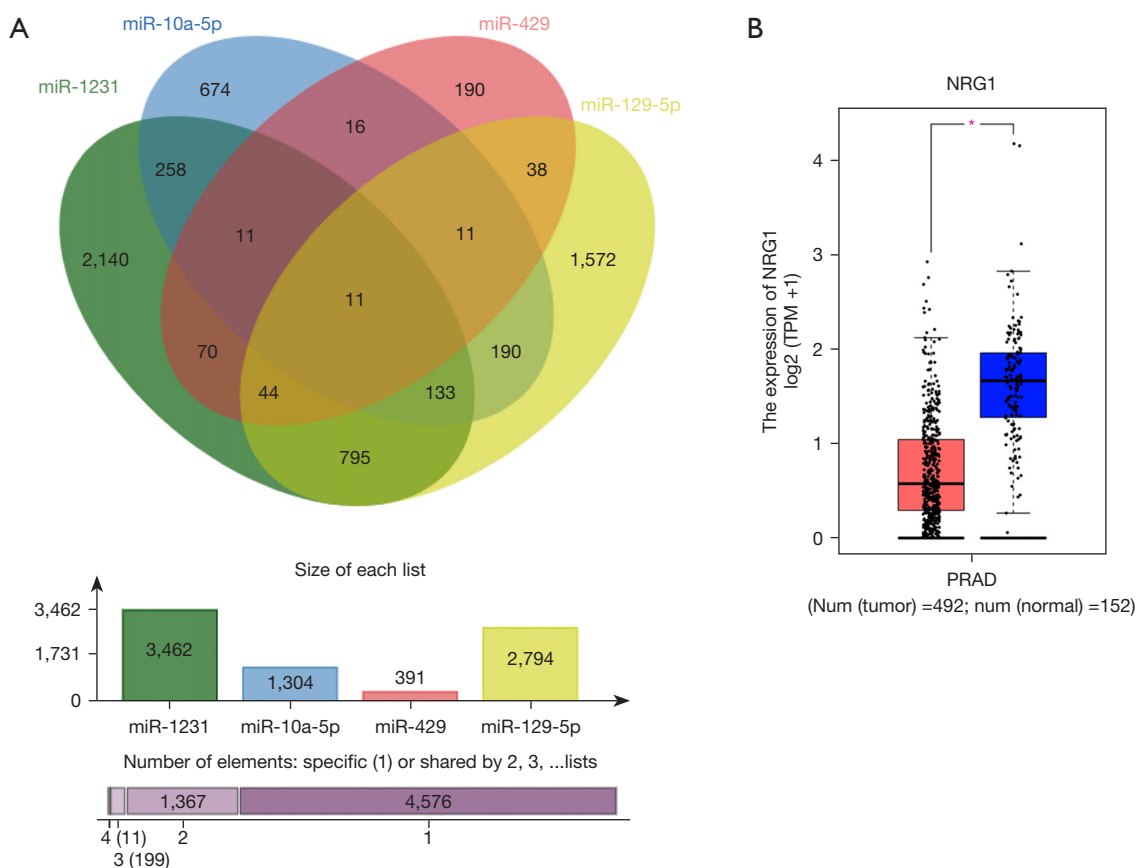 A
miR-10a-5p
miR-429
miR-1231
miR-129-5p
674
190
16
258
38
11
11
2,140
1,572
11
70
190
44
133
795
Size of each list
3,462
1,731
0
3,462
1,304
391
2,794
miR-1231
miR-10a-5p
miR-429
miR-129-5p
Number of elements: specific (1) or shared by 2, 3, ...lists
1,367
4,576
4 (11)
2
1
3 (199)
B
NRG1
*
The expression of NRG1
log2 (TPM +1)
4
3
2
1
0
PRAD
(Num (tumor) =492; num (normal) =152)